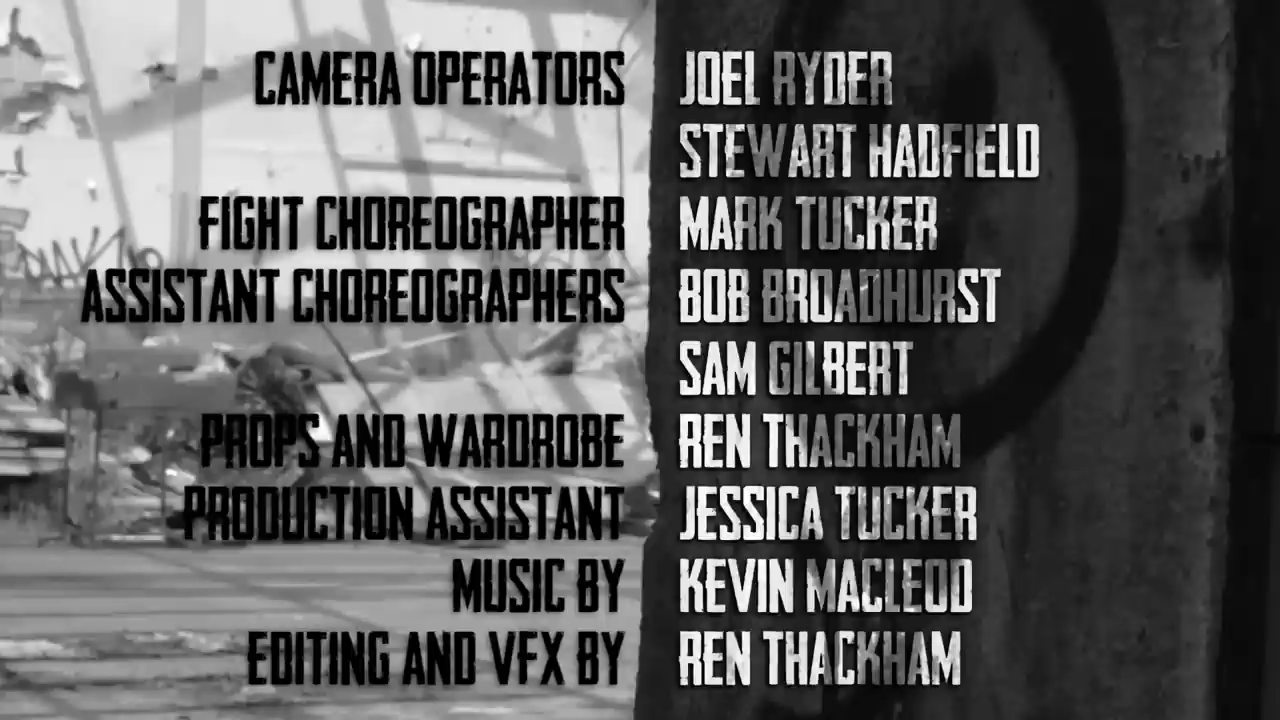 CAMERA OPERATORS JOEL RYDER
STEWART HADFIELD
FIGHT CHOREOGRAPHER MARK TUCKER
ASSISTANT CHOREOGRAPHERS BOB BROADHURST
SAM GILBERT
PROPS AND WARDROBE REN THACKHAM
PRODUCTION ASSISTANT JESSICA TUCKER
MUSIC BY KEVIN MACLEOD
EDITING AND VFX BY REN THACKHAM